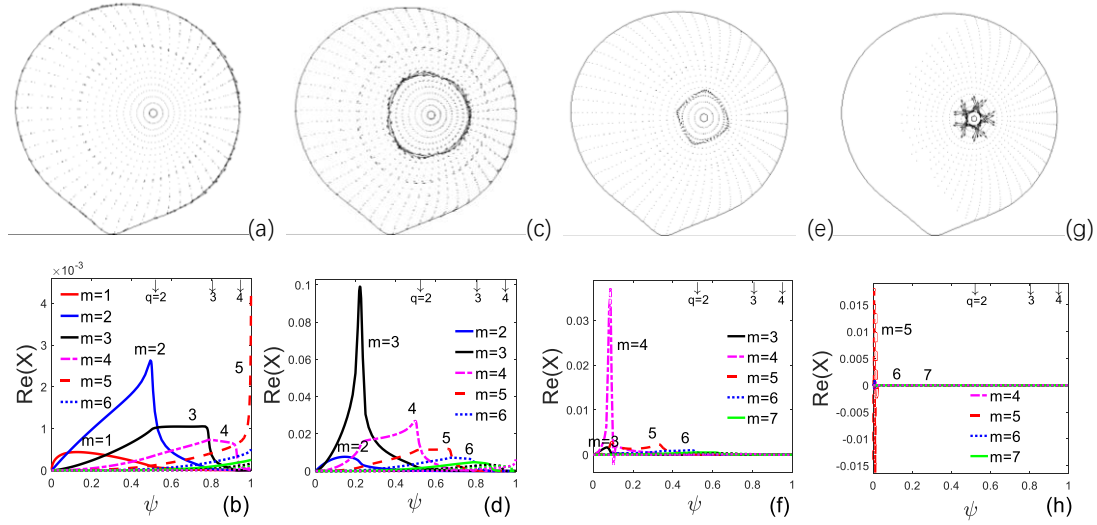 (a)
(c)
(e)
(g)
×10⁻³
m=1
m=2
m=3
m=4
m=5
m=6
m=2
3
4
5
m=1
q=2
3
4
Re(X)
0
1
2
3
4
0
0.2
0.4
0.6
0.8
1
ψ
(b)
m=3
m=2
4
5
6
q=2
3
4
m=2
m=3
m=4
m=5
m=6
Re(X)
0
0.02
0.04
0.06
0.08
0.1
0
0.2
0.4
0.6
0.8
1
ψ
(d)
m=4
m=3
5
6
q=2
3
4
m=3
m=4
m=5
m=6
m=7
Re(X)
0
0.01
0.02
0.03
0
0.2
0.4
0.6
0.8
1
ψ
(f)
m=5
6
7
q=2
3
4
m=4
m=5
m=6
m=7
Re(X)
0.015
0.01
0.005
0
-0.005
-0.01
-0.015
0
0.2
0.4
0.6
0.8
1
ψ
(h)